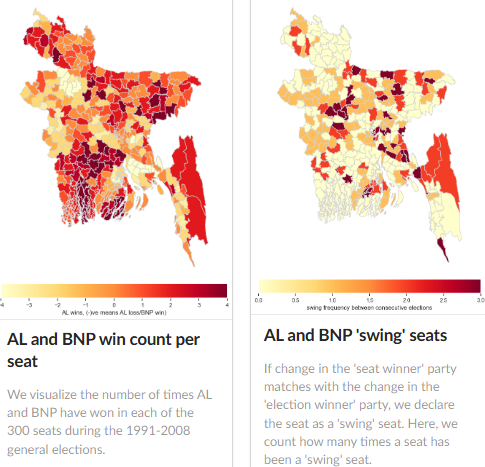 -4 -3 -2 -1 0 1 2 3 4
AL wins, (-)ve means AL loss/BNP win)
AL and BNP win count per
seat
We visualize the number of times AL
and BNP have won in each of the
300 seats during the 1991-2008
general elections.
0.0 0.5 1.0 1.5 2.0 2.5 3.0
swing frequency between consecutive elections
AL and BNP 'swing' seats
If change in the 'seat winner' party
matches with the change in the
'election winner' party, we declare
the seat as a 'swing' seat. Here, we
count how many times a seat has
been a 'swing' seat.